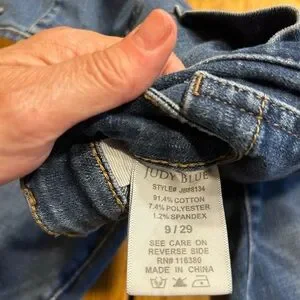 JUDY BLUE
STYLE# JB88134
91.4% COTTON
7.4% POLYESTER
1.2% SPANDEX
9 / 29
SEE CARE ON
REVERSE SIDE
RN# 116380
MADE IN CHINA